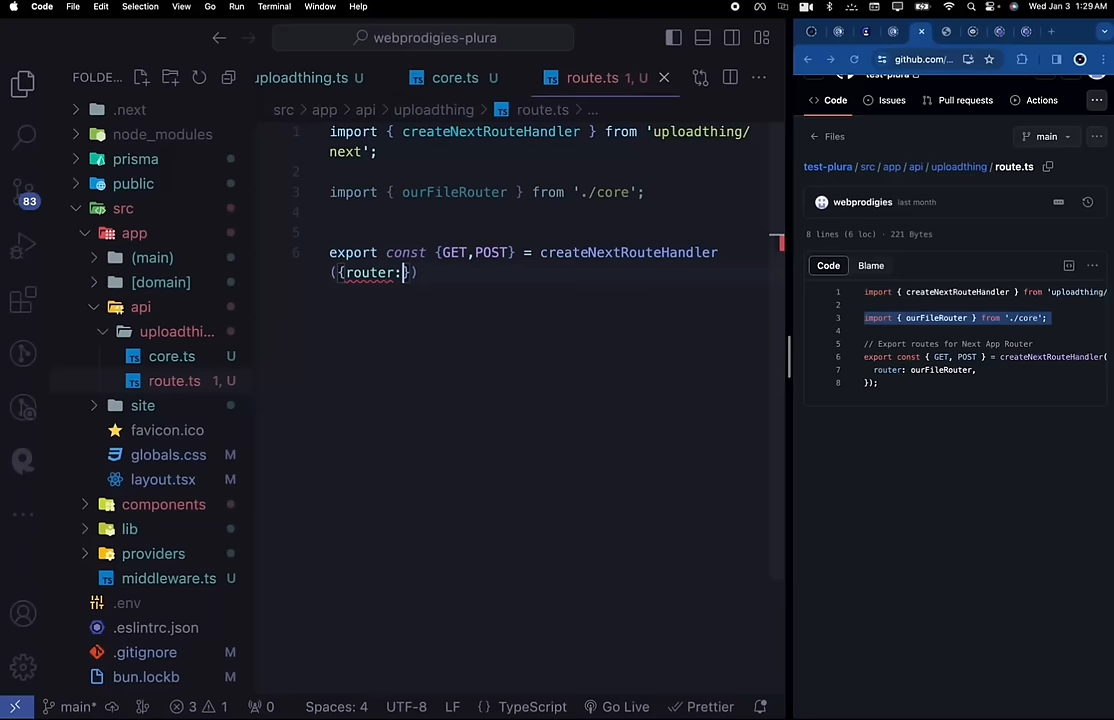 Code File Edit Selection View Go Run Terminal Window Help
Wed Jan 3 1:29 AM
webprodigies-plura
github.com/...
FOLDE...
uploadthing.ts U
core.ts U
route.ts 1, U
src > app > api > uploadthing > route.ts > ...
.next
node_modules
prisma
public
src
app
(main)
[domain]
api
uploadthi...
core.ts U
route.ts 1, U
site
favicon.ico
globals.css M
layout.tsx M
components
lib
providers
middleware.ts U
.env
.eslintrc.json
.gitignore M
bun.lockb M
83
1 import { createNextRouteHandler } from 'uploadthing/
next';
2
3 import { ourFileRouter } from './core';
4
5
6 export const {GET,POST} = createNextRouteHandler
({router:})
main* 3 1 0 Spaces: 4 UTF-8 LF {} TypeScript Go Live Prettier
test-plura
Code Issues Pull requests Actions
Files main
test-plura / src / app / api / uploadthing / route.ts
webprodigies last month
8 lines (6 loc) · 221 Bytes
Code Blame
1 import { createNextRouteHandler } from 'uploadthing/
2
3 import { ourFileRouter } from './core';
4
5 // Export routes for Next App Router
6 export const { GET, POST } = createNextRouteHandler(
7 router: ourFileRouter,
8 });